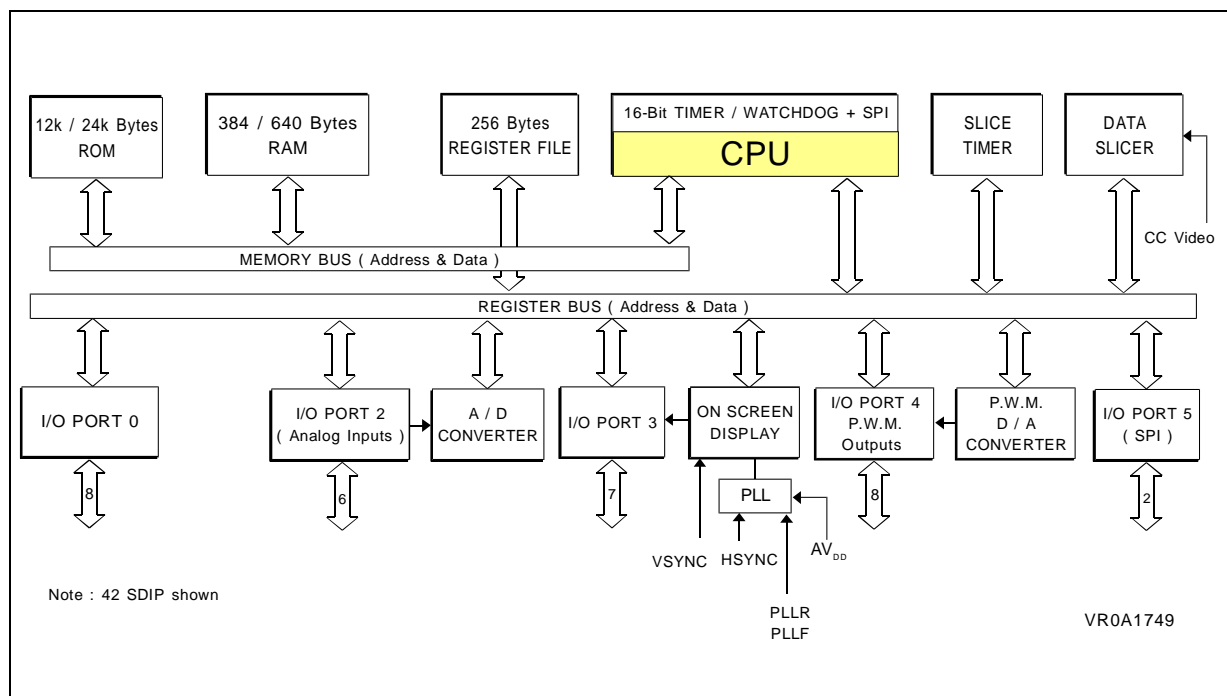 12k / 24k Bytes
ROM
384 / 640 Bytes
RAM
256 Bytes
REGISTER FILE
16-Bit TIMER / WATCHDOG + SPI
CPU
SLICE
TIMER
DATA
SLICER
CC Video
MEMORY BUS ( Address & Data )
REGISTER BUS ( Address & Data )
I/O PORT 0
I/O PORT 2
( Analog Inputs )
A / D
CONVERTER
I/O PORT 3
ON SCREEN
DISPLAY
I/O PORT 4
P.W.M.
Outputs
P.W.M.
D / A
CONVERTER
I/O PORT 5
( SPI )
8
6
7
PLL
8
2
VSYNC
HSYNC
AVDD
PLLR
PLLF
Note : 42 SDIP shown
VR0A1749